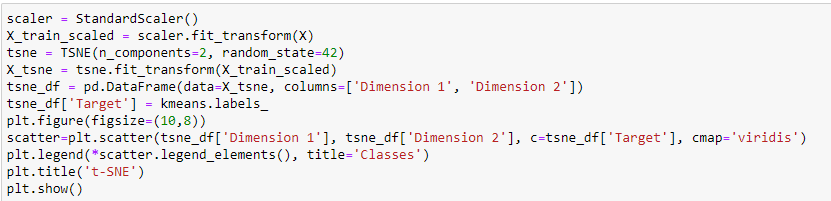 scaler = StandardScaler()
X_train_scaled = scaler.fit_transform(X)
tsne = TSNE(n_components=2, random_state=42)
X_tsne = tsne.fit_transform(X_train_scaled)
tsne_df = pd.DataFrame(data=X_tsne, columns=['Dimension 1', 'Dimension 2'])
tsne_df['Target'] = kmeans.labels_
plt.figure(figsize=(10,8))
scatter=plt.scatter(tsne_df['Dimension 1'], tsne_df['Dimension 2'], c=tsne_df['Target'], cmap='viridis')
plt.legend(*scatter.legend_elements(), title='Classes')
plt.title('t-SNE')
plt.show()